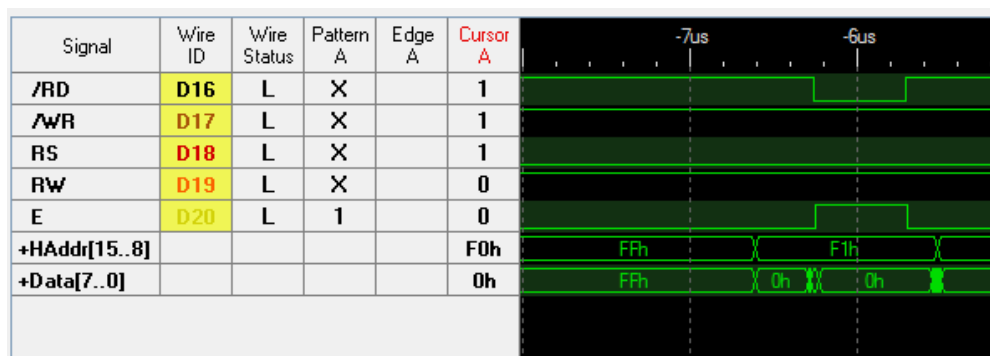 Signal Wire ID Wire Status Pattern A Edge A Cursor A -7us -6us
/RD D16 L X 1
/WR D17 L X 1
RS D18 L X 1
RW D19 L X 0
E D20 L 1 0
+HAddr[15..8] F0h FFh F1h
+Data[7..0] 0h FFh 0h 0h